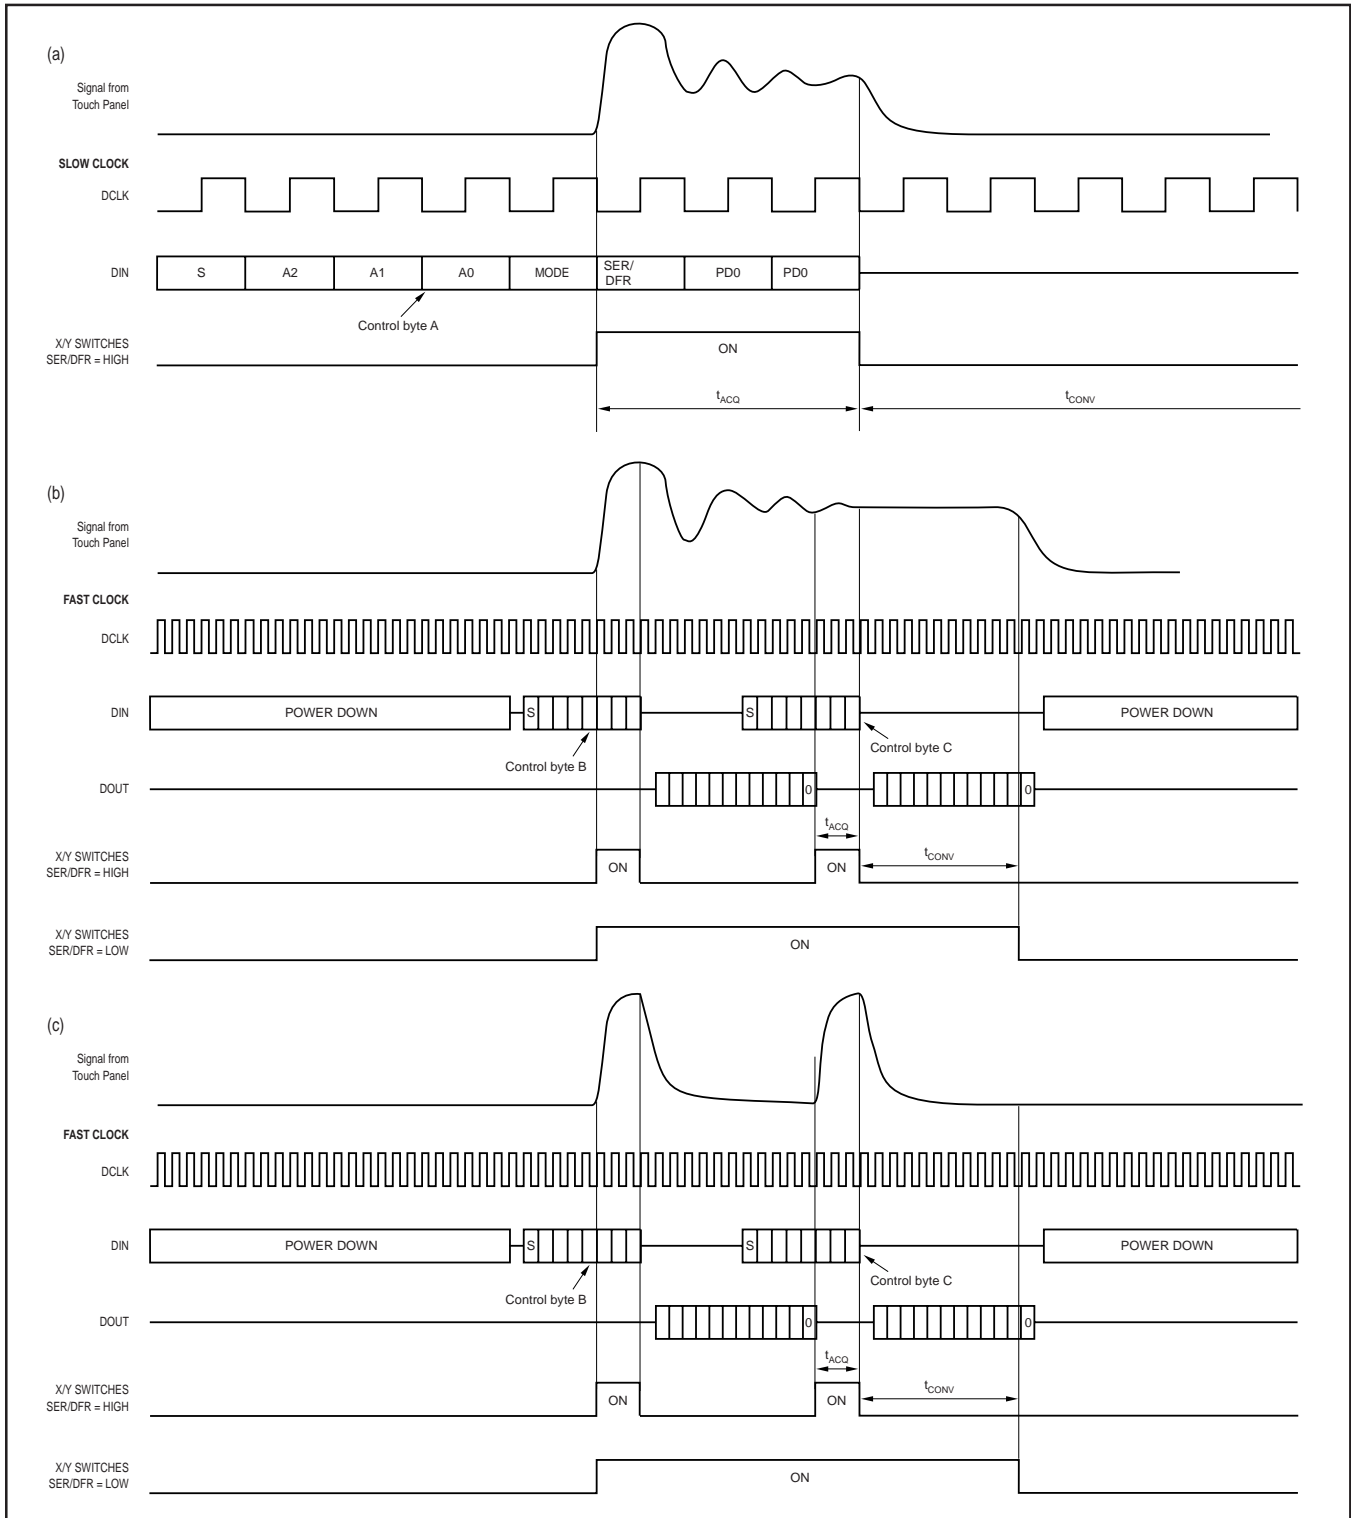 (a)
Signal from
Touch Panel
SLOW CLOCK
DCLK
DIN
S A2 A1 A0 MODE SER/
DFR PD0 PD0
Control byte A
X/Y SWITCHES
SER/DFR = HIGH
ON
tACQ tCONV
(b)
Signal from
Touch Panel
FAST CLOCK
DCLK
DIN
POWER DOWN S S POWER DOWN
Control byte B
Control byte C
DOUT
0 0
tACQ
X/Y SWITCHES
SER/DFR = HIGH
ON ON tCONV
X/Y SWITCHES
SER/DFR = LOW
ON
(c)
Signal from
Touch Panel
FAST CLOCK
DCLK
DIN
POWER DOWN S S POWER DOWN
Control byte B
Control byte C
DOUT
0 0
tACQ
X/Y SWITCHES
SER/DFR = HIGH
ON ON tCONV
X/Y SWITCHES
SER/DFR = LOW
ON